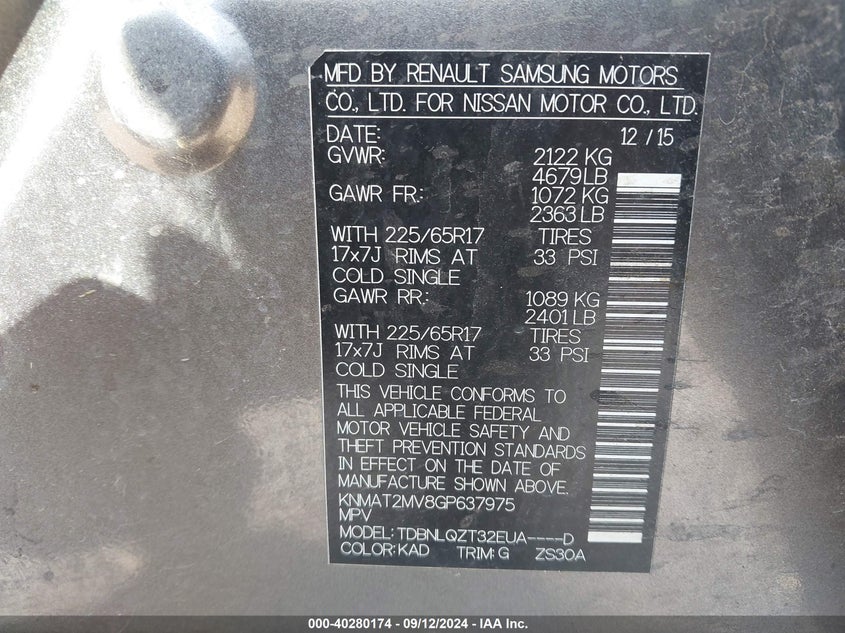 MFD BY RENAULT SAMSUNG MOTORS
CO., LTD. FOR NISSAN MOTOR CO., LTD.
DATE: 12 / 15
GVWR: 2122 KG
4679 LB
GAWR FR.: 1072 KG
2363 LB
WITH 225/65R17 TIRES
17x7J RIMS AT 33 PSI
COLD SINGLE
GAWR RR.: 1089 KG
2401 LB
WITH 225/65R17 TIRES
17x7J RIMS AT 33 PSI
COLD SINGLE
THIS VEHICLE CONFORMS TO
ALL APPLICABLE FEDERAL
MOTOR VEHICLE SAFETY AND
THEFT PREVENTION STANDARDS
IN EFFECT ON THE DATE OF
MANUFACTURE SHOWN ABOVE.
KNMAT2MV8GP637975
MPV
MODEL: TDBNLQZT32EUA----D
COLOR: KAD TRIM: G ZS30A
000-40280174 - 09/12/2024 - IAA Inc.